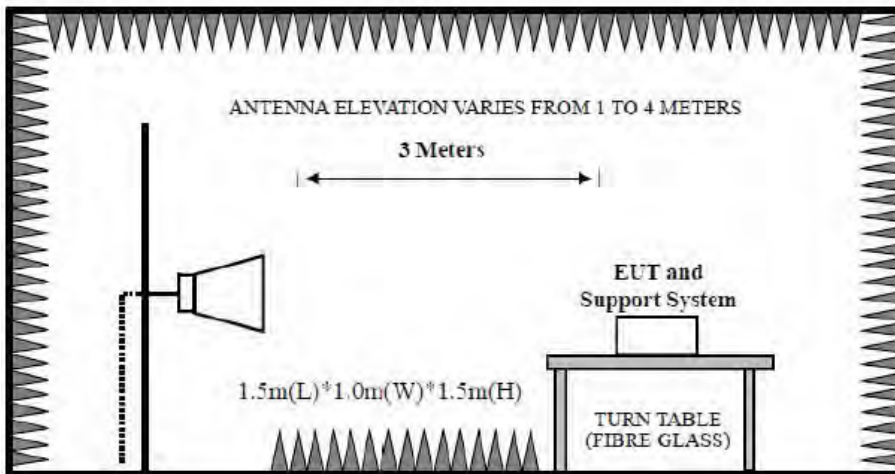 ANTENNA ELEVATION VARIES FROM 1 TO 4 METERS
3 Meters
EUT and
Support System
1.5m(L)*1.0m(W)*1.5m(H)
TURN TABLE
(FIBRE GLASS)